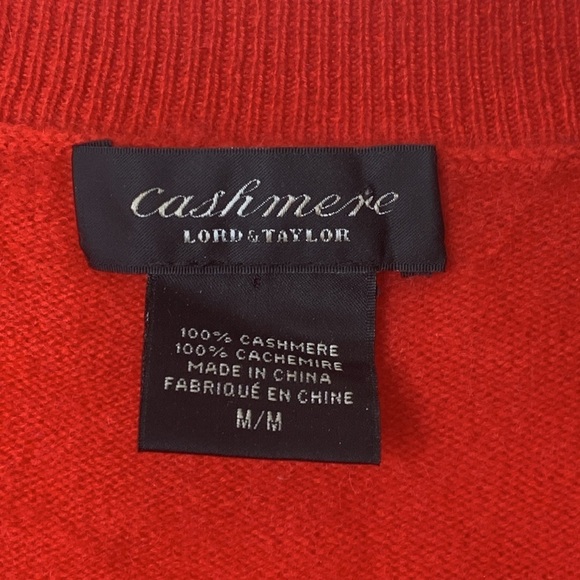 cashmere
LORD & TAYLOR
100% CASHMERE
100% CACHEMIRE
MADE IN CHINA
FABRIQUÉ EN CHINE
M/M